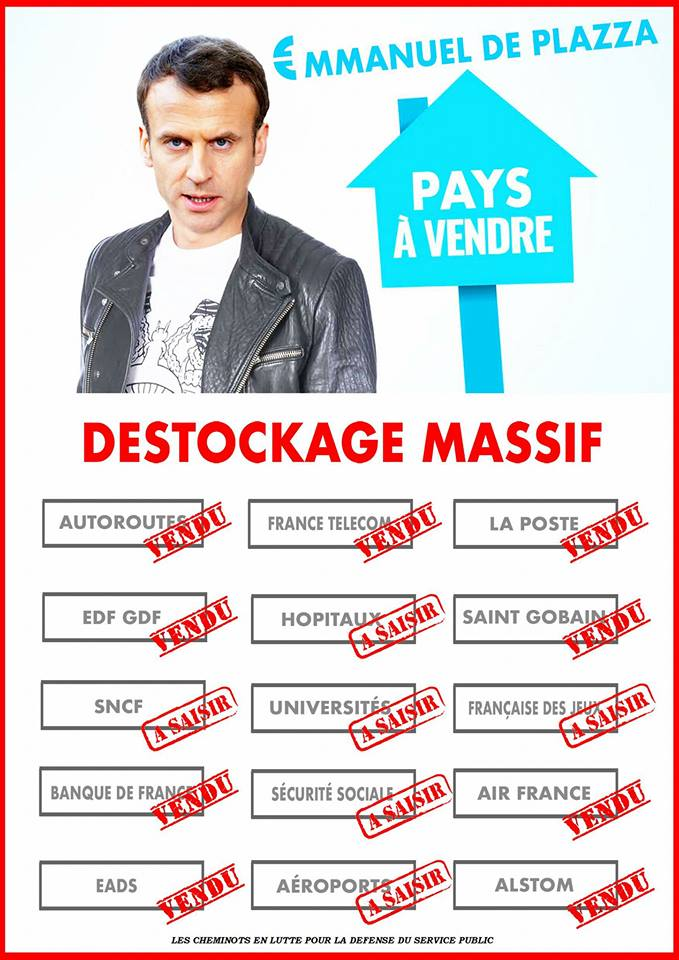 EMMANUEL DE PLAZZA
PAYS
À VENDRE
DESTOCKAGE MASSIF
AUTOROUTES VENDU
FRANCE TELECOM VENDU
LA POSTE VENDU
EDF GDF VENDU
HOPITAUX A SAISIR
SAINT GOBAIN VENDU
SNCF A SAISIR
UNIVERSITÉS A SAISIR
FRANÇAISE DES JEUX A SAISIR
BANQUE DE FRANCE VENDU
SÉCURITÉ SOCIALE A SAISIR
AIR FRANCE VENDU
EADS VENDU
AÉROPORTS A SAISIR
ALSTOM VENDU
LES CHEMINOTS EN LUTTE POUR LA DEFENSE DU SERVICE PUBLIC